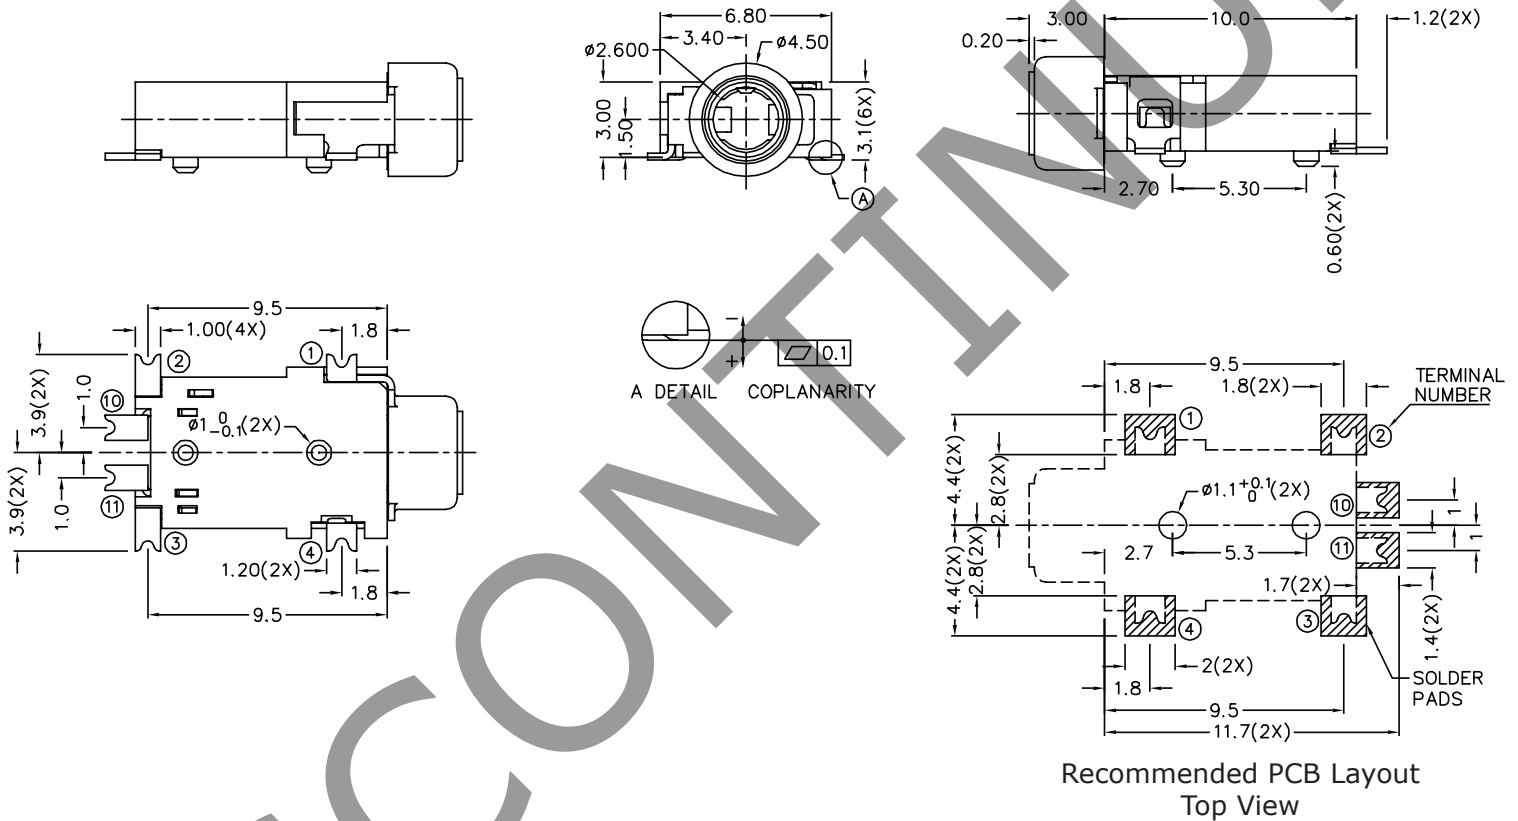 6.80
3.40
ø2.600
ø4.50
3.00
1.50
3.1(6X)
A
3.00
10.0
1.2(2X)
0.20
2.70
5.30
0.60(2X)
9.5
1.00(4X)
1.8
2
1
3.9(2X)
1.0
10
ø1 0 -0.1 (2X)
3.9(2X)
1.0
11
3
4
1.20(2X)
1.8
9.5
-
+
0.1
A DETAIL
COPLANARITY
9.5
1.8
1.8(2X)
TERMINAL
NUMBER
1
2
4.4(2X)
2.8(2X)
ø1.1 +0.1 0 (2X)
10
1
11
1
2.7
5.3
4.4(2X)
2.8(2X)
1.7(2X)
4
3
1.4(2X)
2(2X)
1.8
SOLDER
PADS
9.5
11.7(2X)
Recommended PCB Layout
Top View
CONTINU